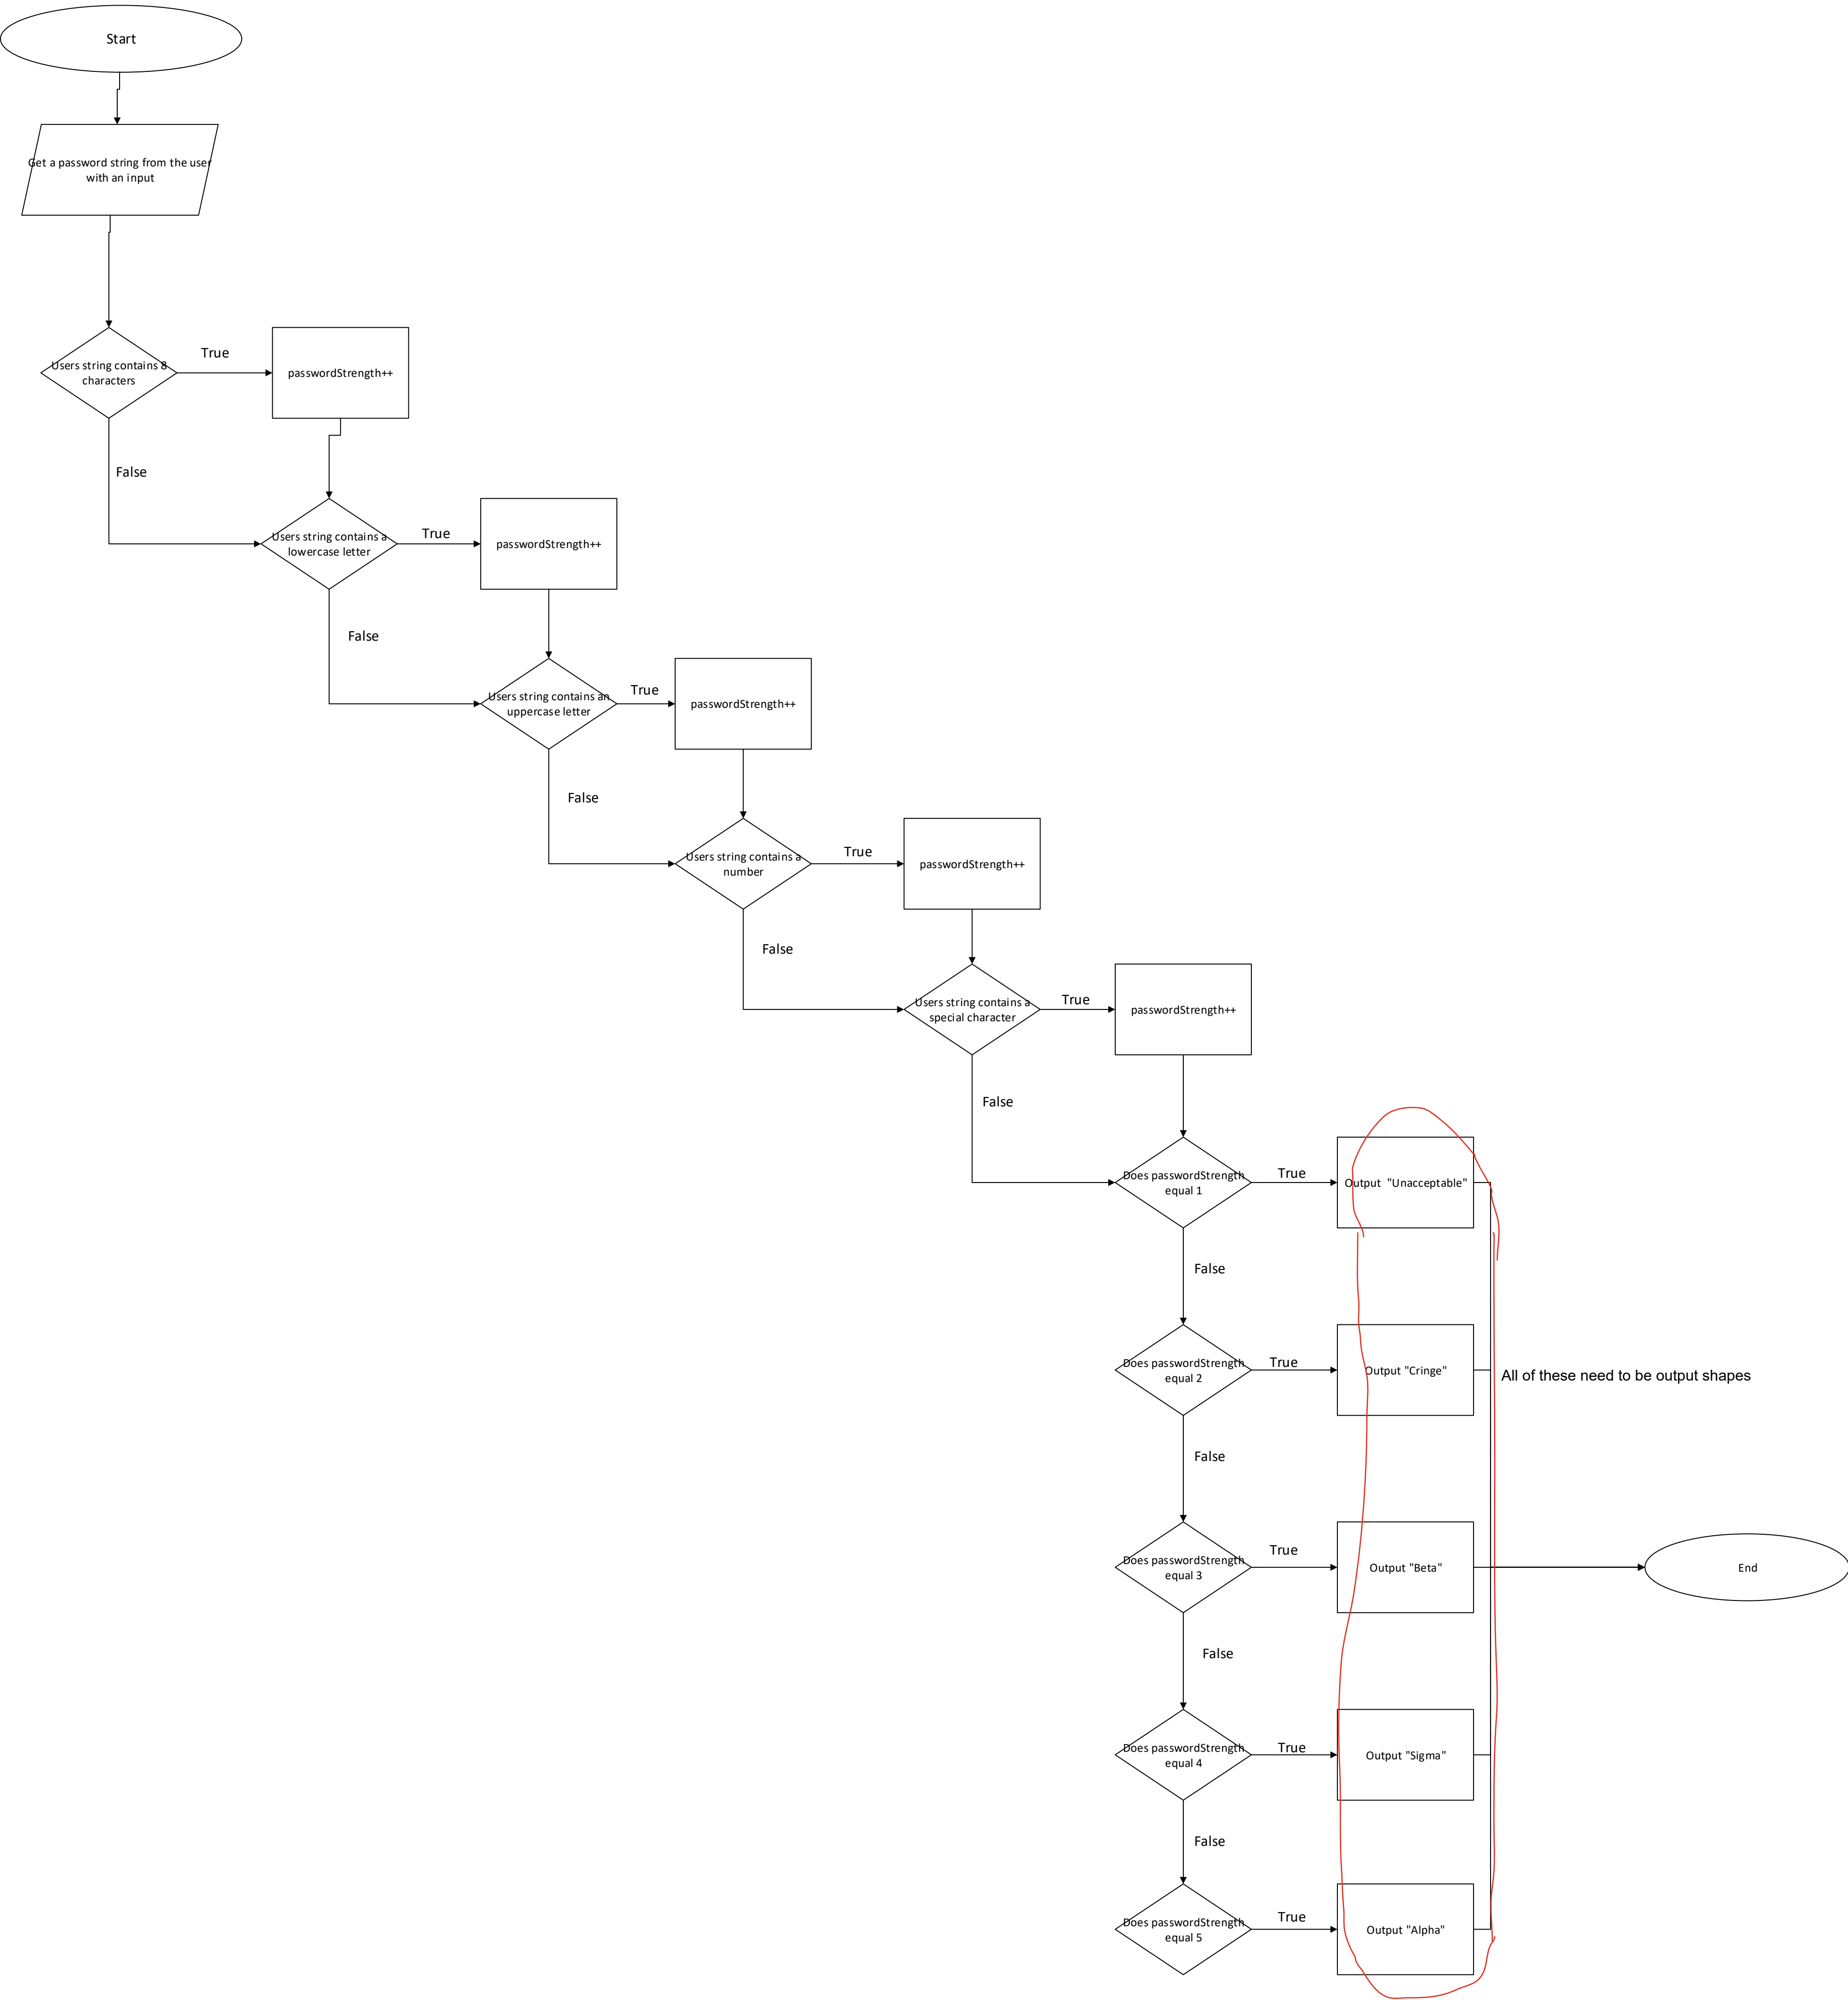 Start
Get a password string from the user
with an input
Users string contains 8
characters
True
passwordStrength++
False
Users string contains a
lowercase letter
True
passwordStrength++
False
Users string contains an
uppercase letter
True
passwordStrength++
False
Users string contains a
number
True
passwordStrength++
False
Users string contains a
special character
True
passwordStrength++
False
Does passwordStrength
equal 1
True
Output  "Unacceptable"
False
Does passwordStrength
equal 2
True
Output "Cringe"
All of these need to be output shapes
False
Does passwordStrength
equal 3
True
Output "Beta"
End
False
Does passwordStrength
equal 4
True
Output "Sigma"
False
Does passwordStrength
equal 5
True
Output "Alpha"